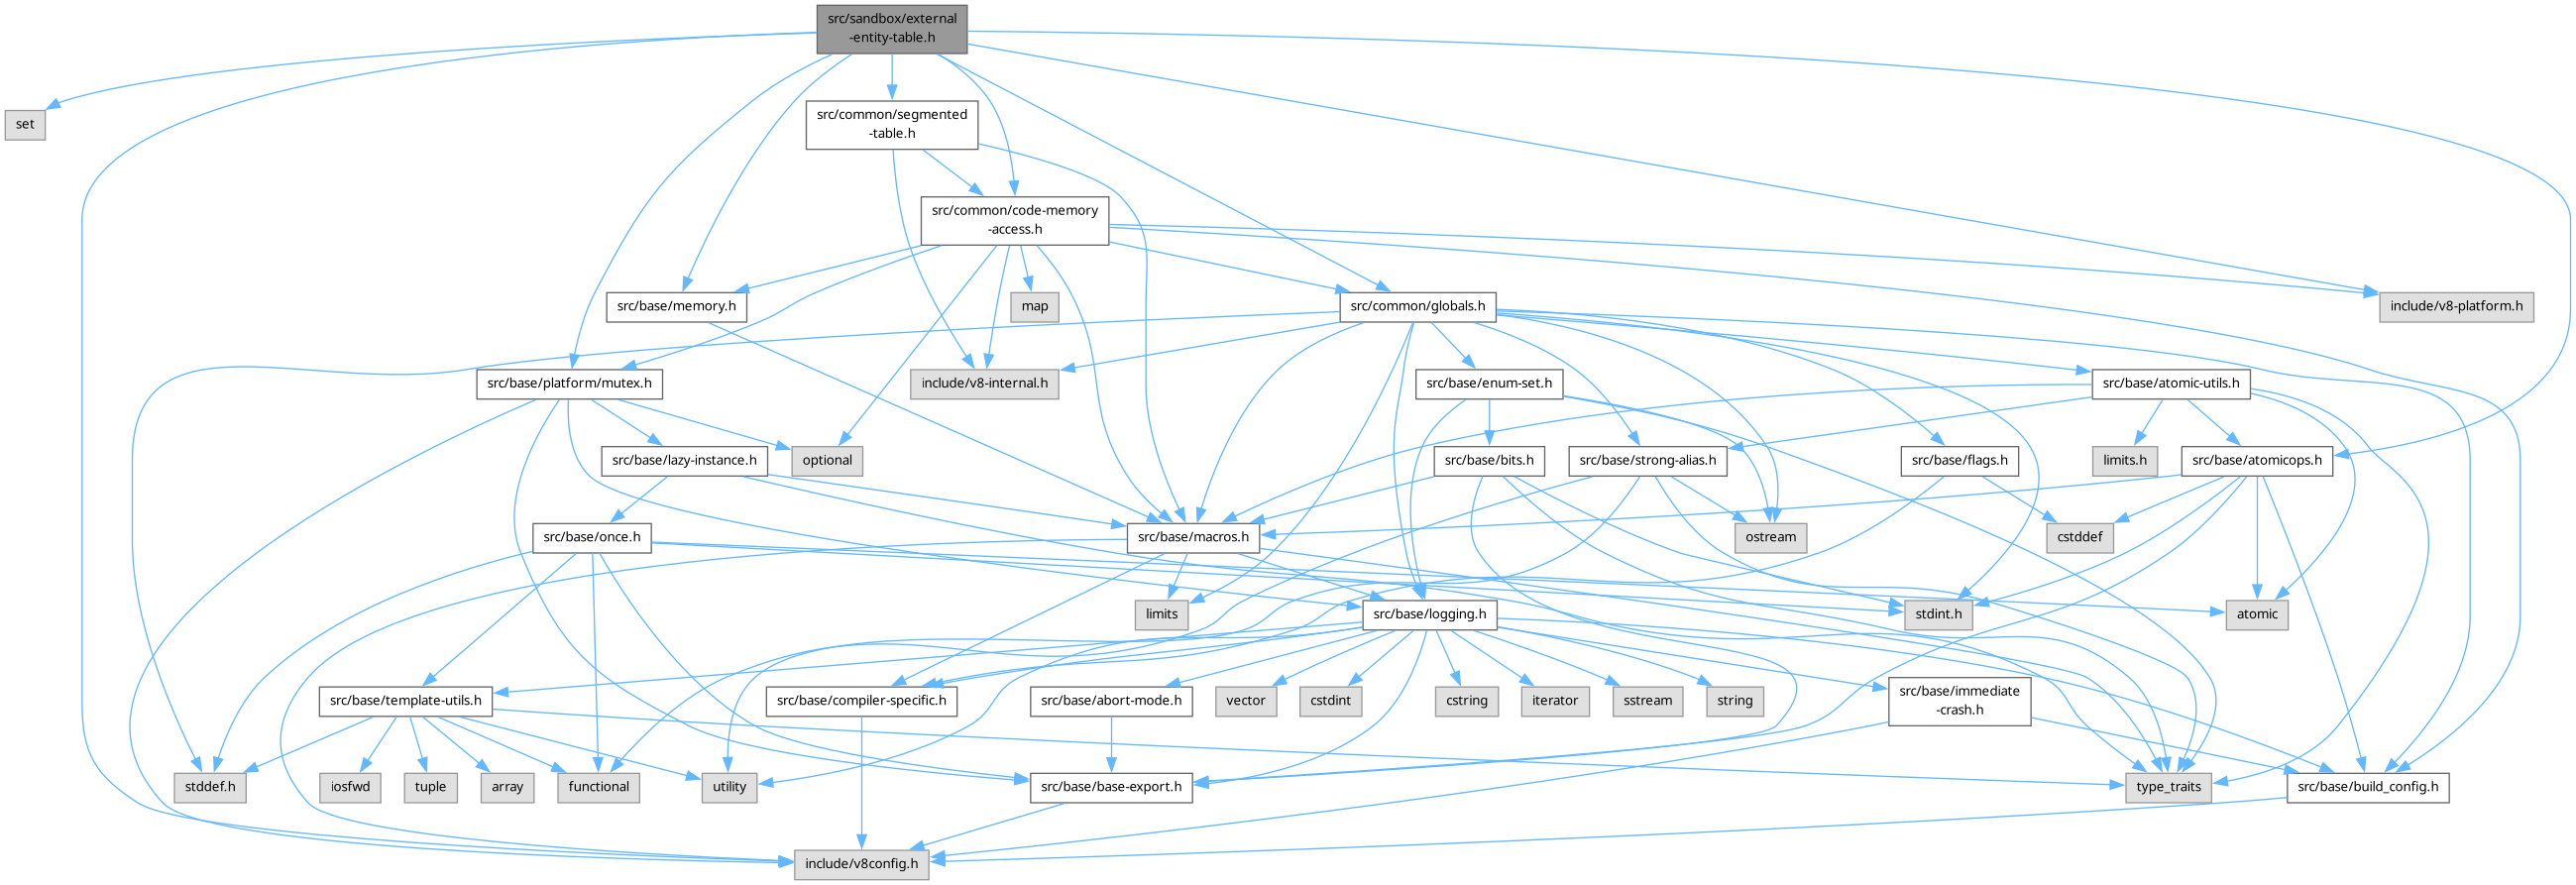 src/sandbox/external
-entity-table.h
set
src/common/segmented
-table.h
src/common/code-memory
-access.h
src/base/memory.h
map
src/common/globals.h
include/v8-platform.h
src/base/platform/mutex.h
include/v8-internal.h
src/base/enum-set.h
src/base/atomic-utils.h
src/base/lazy-instance.h
optional
src/base/bits.h
src/base/strong-alias.h
src/base/flags.h
limits.h
src/base/atomicops.h
src/base/once.h
src/base/macros.h
ostream
cstddef
limits
src/base/logging.h
stdint.h
atomic
src/base/template-utils.h
src/base/compiler-specific.h
src/base/abort-mode.h
vector
cstdint
cstring
iterator
sstream
string
src/base/immediate
-crash.h
stddef.h
iosfwd
tuple
array
functional
utility
src/base/base-export.h
type_traits
src/base/build_config.h
include/v8config.h